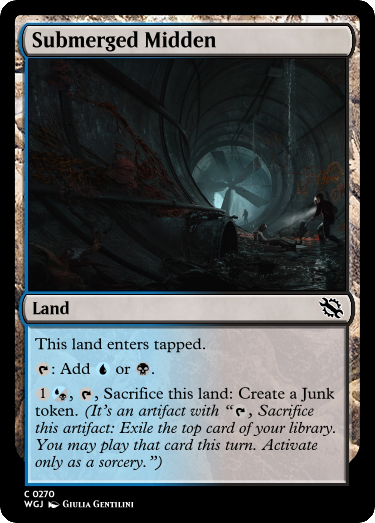 Submerged Midden
Land
This land enters tapped.
: Add or .
1 , , Sacrifice this land: Create a Junk
token. (It's an artifact with “, Sacrifice
this artifact: Exile the top card of your library.
You may play that card this turn. Activate
only as a sorcery.”)
C 0270
WGJ Giulia Gentilini